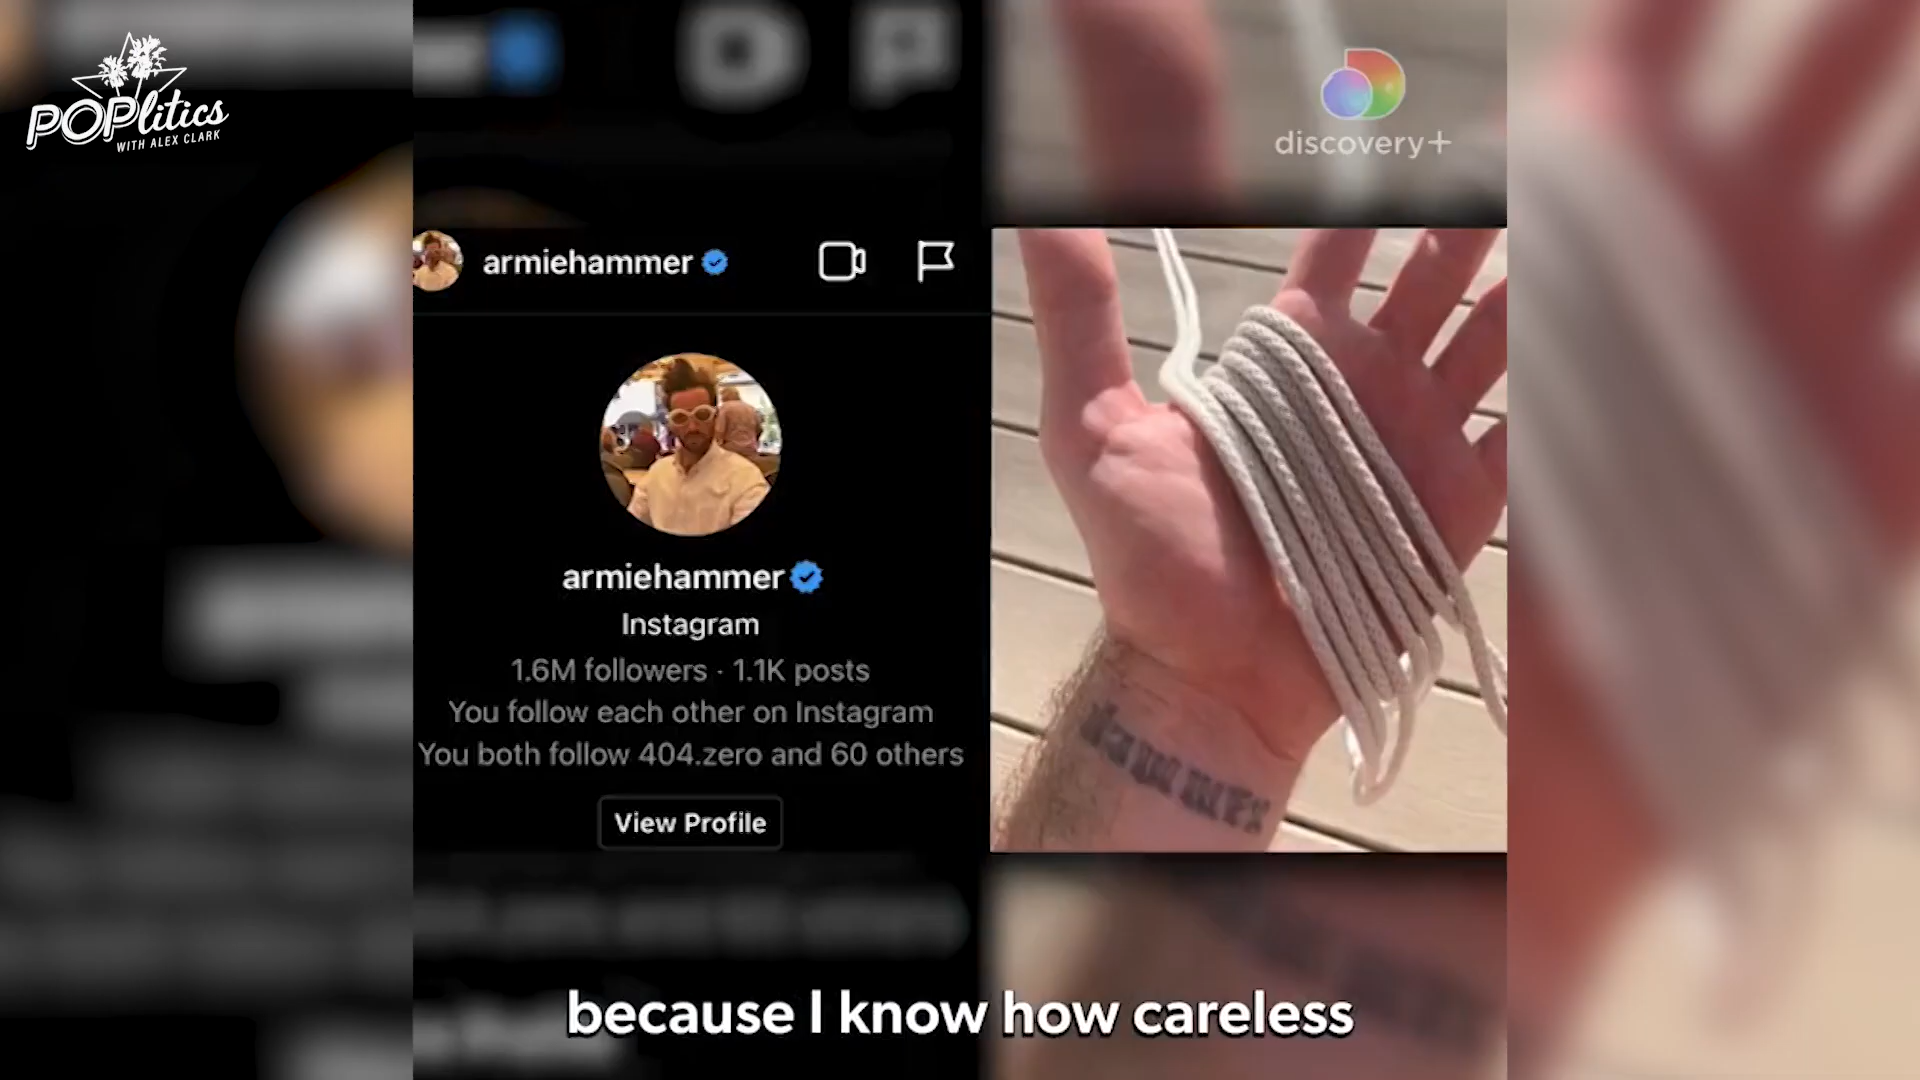 POPlitics
WITH ALEX CLARK
discovery+
armiehammer
armiehammer
Instagram
1.6M followers · 1.1K posts
You follow each other on Instagram
You both follow 404.zero and 60 others
View Profile
Hammer
because I know how careless